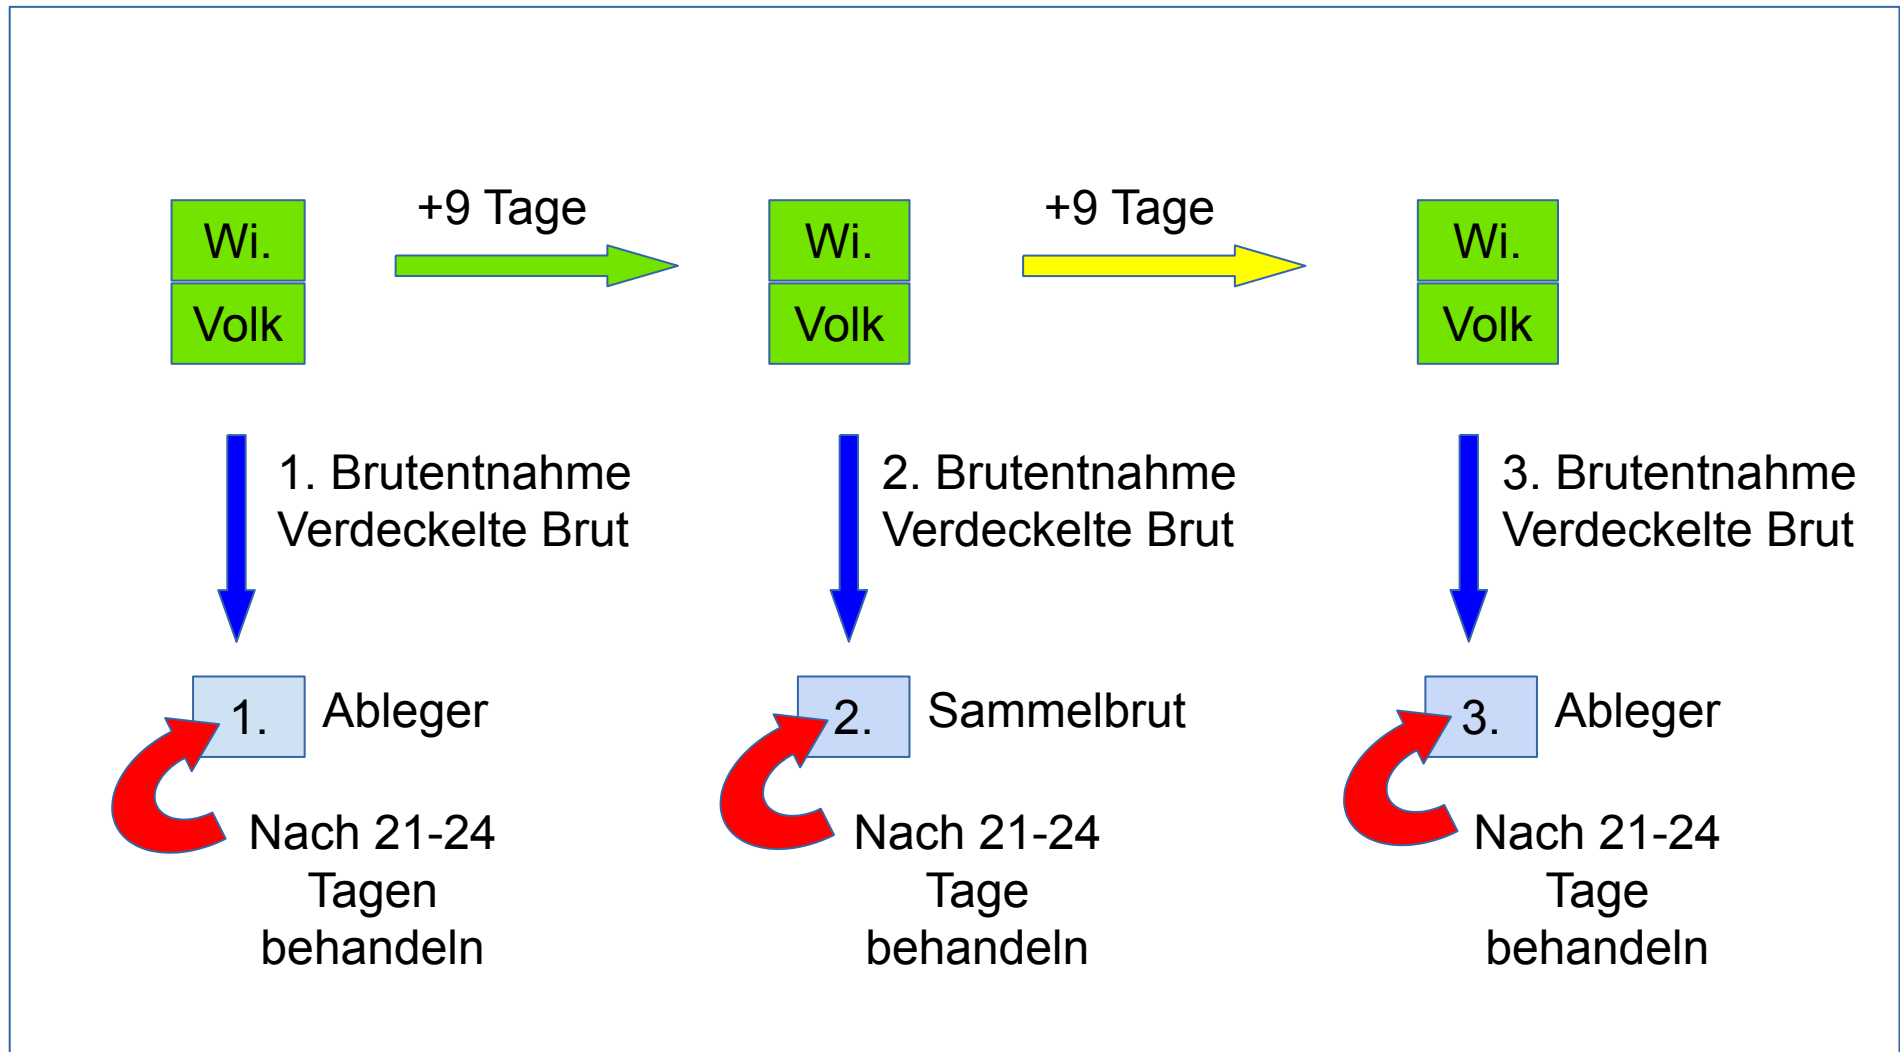 Wi.
Volk
+9 Tage
Wi.
Volk
+9 Tage
Wi.
Volk
1. Brutentnahme
Verdeckelte Brut
2. Brutentnahme
Verdeckelte Brut
3. Brutentnahme
Verdeckelte Brut
1.
Ableger
2.
Sammelbrut
3.
Ableger
Nach 21-24
Tagen
behandeln
Nach 21-24
Tage
behandeln
Nach 21-24
Tage
behandeln